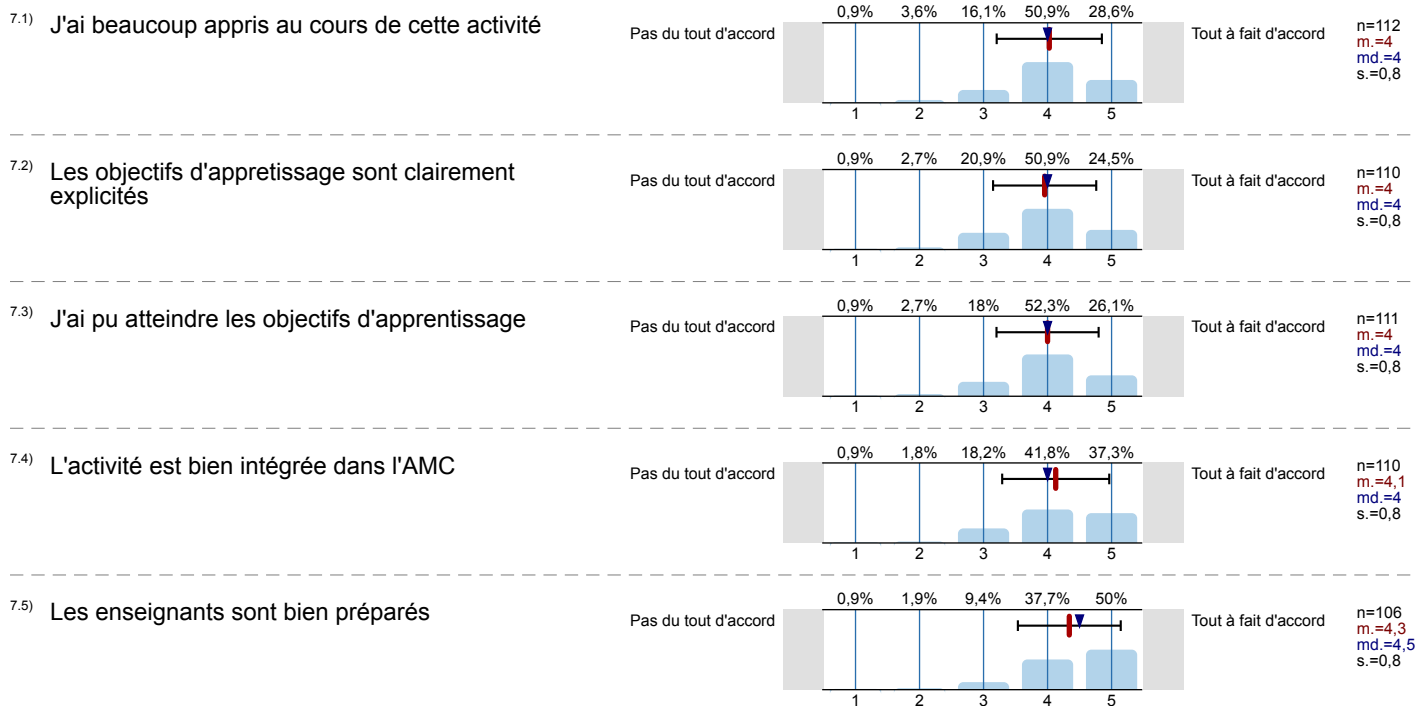 0,9% 3,6% 16,1% 50,9% 28,6%
7.1) J'ai beaucoup appris au cours de cette activité
Pas du tout d'accord
Tout à fait d'accord
n=112
m.=4
md.=4
s.=0,8
1 2 3 4 5
0,9% 2,7% 20,9% 50,9% 24,5%
7.2) Les objectifs d'appretissage sont clairement
explicités
Pas du tout d'accord
Tout à fait d'accord
n=110
m.=4
md.=4
s.=0,8
1 2 3 4 5
0,9% 2,7% 18% 52,3% 26,1%
7.3) J'ai pu atteindre les objectifs d'apprentissage
Pas du tout d'accord
Tout à fait d'accord
n=111
m.=4
md.=4
s.=0,8
1 2 3 4 5
0,9% 1,8% 18,2% 41,8% 37,3%
7.4) L'activité est bien intégrée dans l'AMC
Pas du tout d'accord
Tout à fait d'accord
n=110
m.=4,1
md.=4
s.=0,8
1 2 3 4 5
0,9% 1,9% 9,4% 37,7% 50%
7.5) Les enseignants sont bien préparés
Pas du tout d'accord
Tout à fait d'accord
n=106
m.=4,3
md.=4,5
s.=0,8
1 2 3 4 5